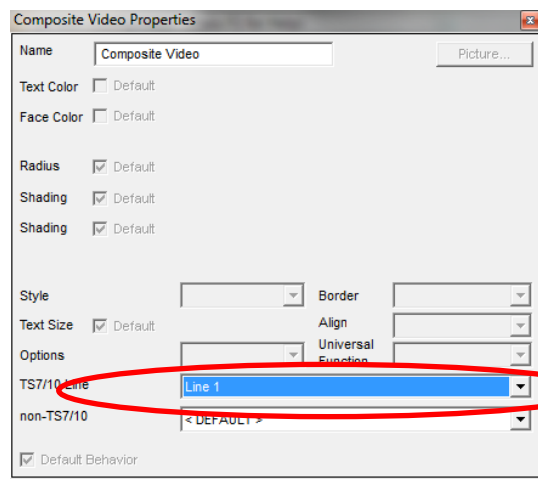 Composite Video Properties
Name Composite Video Picture...
Text Color Default
Face Color Default
Radius Default
Shading Default
Shading Default
Style Border
Text Size Default Align
Options Universal Function
TS7/10 Line Line 1
non-TS7/10 < DEFAULT >
Default Behavior